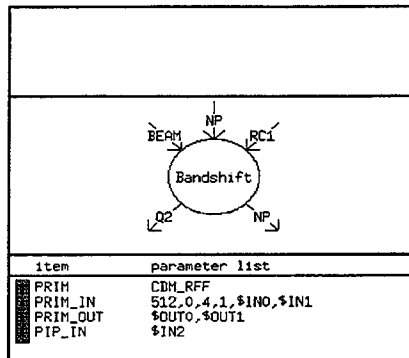 NP
BEAM RC1
Bandshift
Q2 NP
item parameter list
PRIM CDM_RFF
PRIM_IN 512,0,4,1,$IN0,$IN1
PRIM_OUT $OUT0,$OUT1
PIP_IN $IN2